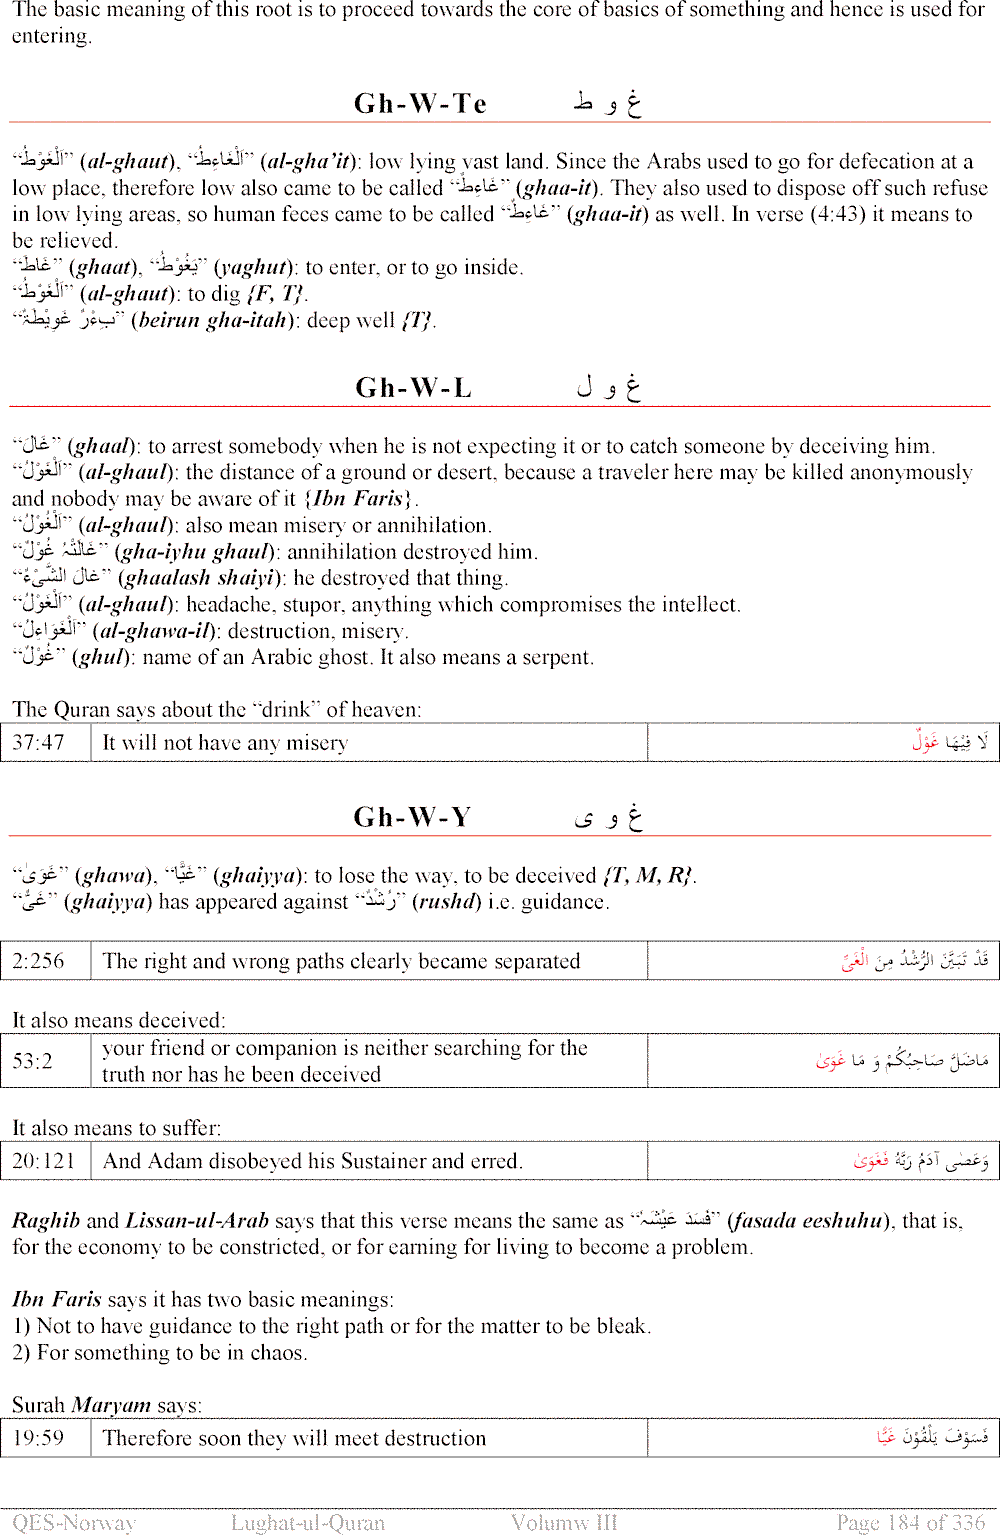 The basic meaning of this root is to proceed towards the core of basics of something and hence is used for
entering.
Gh-W-Te غ و ط
“اَلْغَوْطُ” (al-ghaut), “اَلْغَاءِطُ” (al-gha’it): low lying vast land. Since the Arabs used to go for defecation at a
low place, therefore low also came to be called “غَاءِطٌ” (ghaa-it). They also used to dispose off such refuse
in low lying areas, so human feces came to be called “غَاءِطٌ” (ghaa-it) as well. In verse (4:43) it means to
be relieved.
“غَاطَ” (ghaat), “يَغُوْطُ” (yaghut): to enter, or to go inside.
“اَلْغَوْطُ” (al-ghaut): to dig {F, T}.
“بِءْرٌ غَوِيْطَۃٌ” (beirun gha-itah): deep well {T}.
Gh-W-L غ و ل
“غَالَ” (ghaal): to arrest somebody when he is not expecting it or to catch someone by deceiving him.
“اَلْغَوْلُ” (al-ghaul): the distance of a ground or desert, because a traveler here may be killed anonymously
and nobody may be aware of it {Ibn Faris}.
“اَلْغُوْلُ” (al-ghaul): also mean misery or annihilation.
“غَالَتْہُ غُوْلٌ” (gha-iyhu ghaul): annihilation destroyed him.
“غَالَ الشَّیْءُ” (ghaalash shaiyi): he destroyed that thing.
“اَلْغَوْلُ” (al-ghaul): headache, stupor, anything which compromises the intellect.
“اَلْغَوَاءِلُ” (al-ghawa-il): destruction, misery.
“غُوْلٌ” (ghul): name of an Arabic ghost. It also means a serpent.
The Quran says about the “drink” of heaven:
37:47 It will not have any misery لَا فِيْهَا غَوْلٌ
Gh-W-Y غ و ی
“غَوَیٰ” (ghawa), “غَيًّا” (ghaiyya): to lose the way, to be deceived {T, M, R}.
“غَیٌّ” (ghaiyya) has appeared against “رُشْدٌ” (rushd) i.e. guidance.
2:256 The right and wrong paths clearly became separated قَدْ تَبَيَّنَ الرُّشْدُ مِنَ الْغَیِّ
It also means deceived:
53:2 your friend or companion is neither searching for the
truth nor has he been deceived مَاضَلَّ صَاحِبُكُمْ وَ مَا غَوَیٰ
It also means to suffer:
20:121 And Adam disobeyed his Sustainer and erred. وَعَصٰی آدَمُ رَبَّهُ فَغَوَیٰ
Raghib and Lissan-ul-Arab says that this verse means the same as “فَسَدَ عَيْشَہُ” (fasada eeshuhu), that is,
for the economy to be constricted, or for earning for living to become a problem.
Ibn Faris says it has two basic meanings:
1) Not to have guidance to the right path or for the matter to be bleak.
2) For something to be in chaos.
Surah Maryam says:
19:59 Therefore soon they will meet destruction فَسَوْفَ يَلْقَوْنَ غَيًّا
QES-Norway Lughat-ul-Quran Volumw III Page 184 of 336